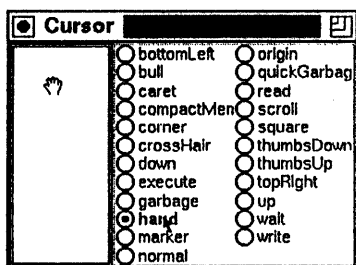 Cursor
bottomLeft
bull
caret
compactMen
corner
crossHair
down
execute
garbage
hand
marker
normal
origin
quickGarbag
read
scroll
square
thumbsDown
thumbsUp
topRight
up
wait
write